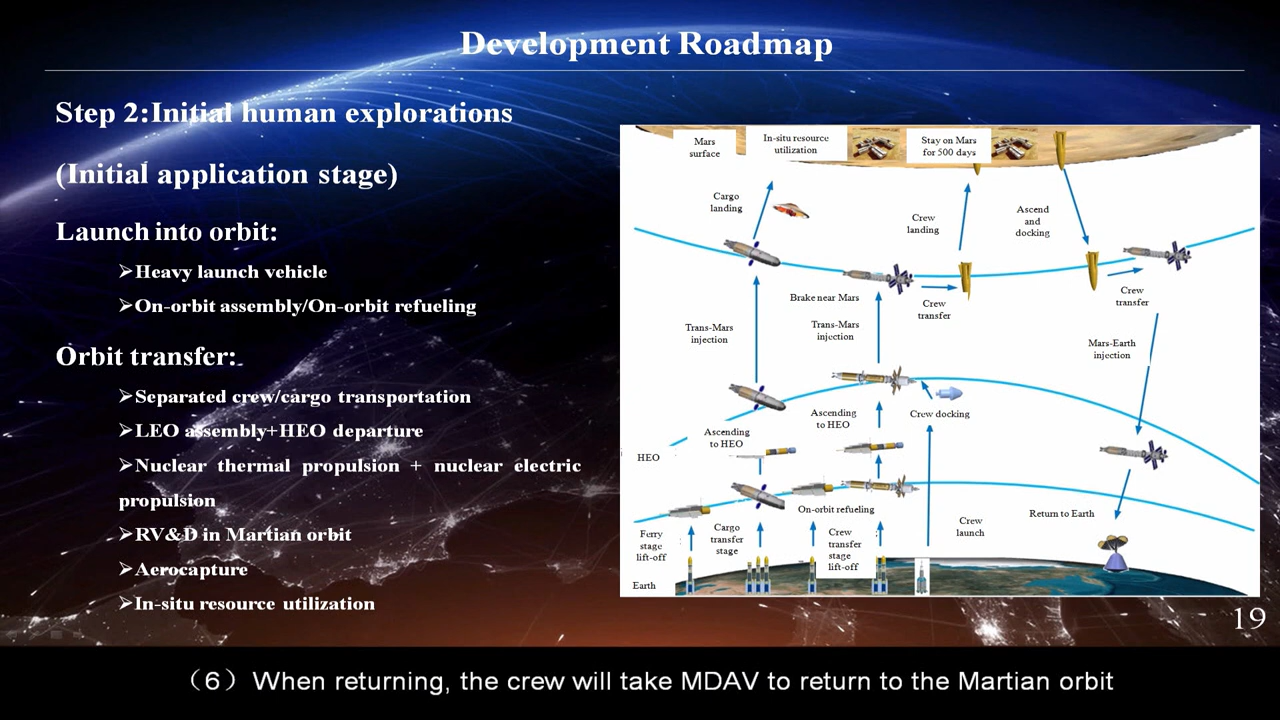 Development Roadmap
Step 2:Initial human explorations
(Initial application stage)
Launch into orbit:
➤Heavy launch vehicle
➤On-orbit assembly/On-orbit refueling
Orbit transfer:
➤Separated crew/cargo transportation
➤LEO assembly+HEO departure
➤Nuclear thermal propulsion + nuclear electric
propulsion
➤RV&D in Martian orbit
➤Aerocapture
➤In-situ resource utilization
Mars
surface
In-situ resource
utilization
Stay on Mars
for 500 days
Cargo
landing
Crew
landing
Ascend
and
docking
Brake near Mars
Crew
transfer
Crew
transfer
Trans-Mars
injection
Trans-Mars
injection
Mars-Earth
injection
Ascending
to HEO
Ascending
to HEO
Crew docking
HEO
On-orbit refueling
Return to Earth
Ferry
stage
lift-off
Cargo
transfer
stage
Crew
transfer
stage
lift-off
Crew
launch
Earth
19
（6）When returning, the crew will take MDAV to return to the Martian orbit